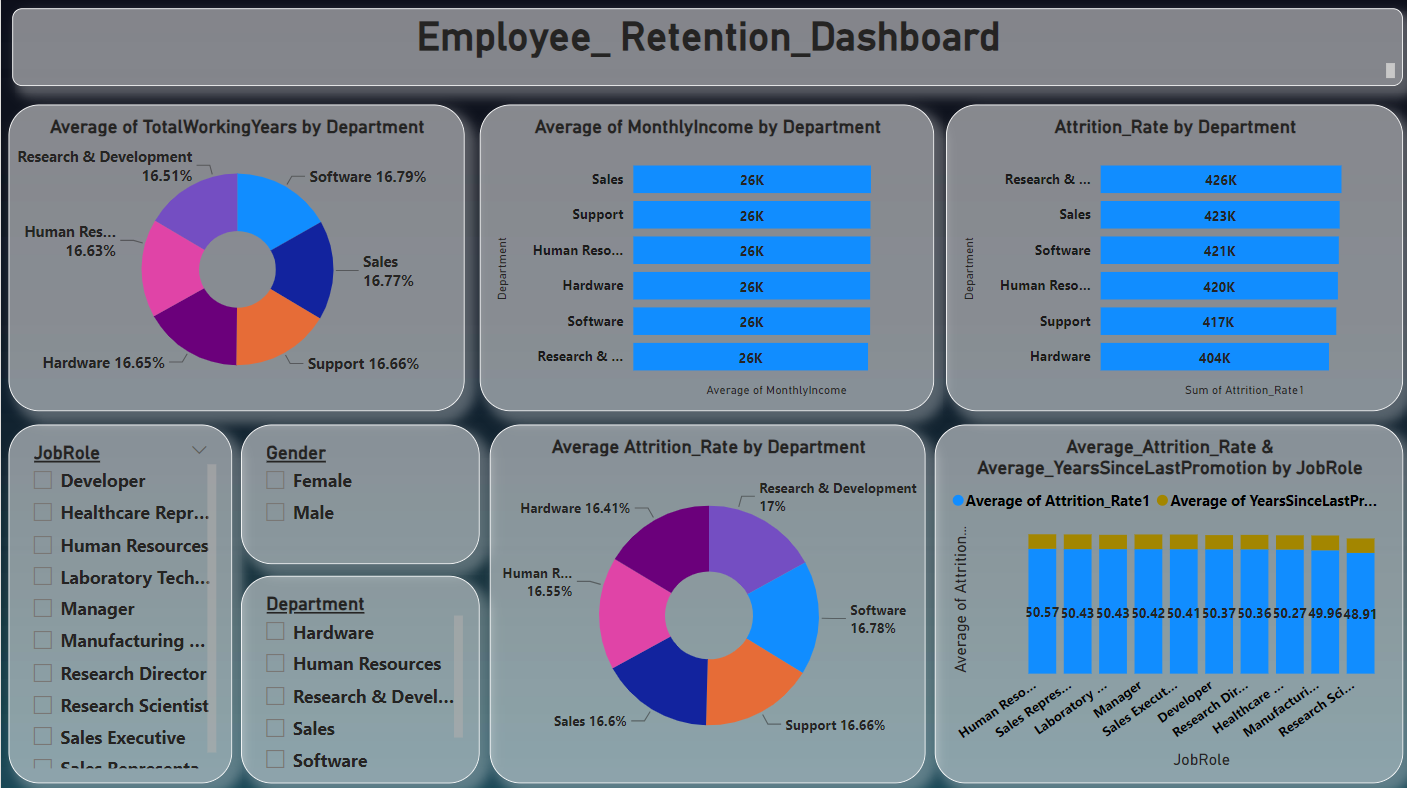 Employee_ Retention_Dashboard
Average of TotalWorkingYears by Department
Research & Development
16.51%
Software 16.79%
Human Res...
16.63%
Sales
16.77%
Hardware 16.65%
Support 16.66%
Average of MonthlyIncome by Department
Department
Sales 26K
Support 26K
Human Reso... 26K
Hardware 26K
Software 26K
Research & ... 26K
Average of MonthlyIncome
Attrition_Rate by Department
Department
Research & ... 426K
Sales 423K
Software 421K
Human Reso... 420K
Support 417K
Hardware 404K
Sum of Attrition_Rate1
JobRole
Developer
Healthcare Repr...
Human Resources
Laboratory Tech...
Manager
Manufacturing ...
Research Director
Research Scientist
Sales Executive
Sales Representa
Gender
Female
Male
Department
Hardware
Human Resources
Research & Devel...
Sales
Software
Average Attrition_Rate by Department
Research & Development
17%
Hardware 16.41%
Human R...
16.55%
Software
16.78%
Sales 16.6%
Support 16.66%
Average_Attrition_Rate &
Average_YearsSinceLastPromotion by JobRole
Average of Attrition_Rate1 Average of YearsSinceLastPr...
Average of Attrition...
50.57 50.43 50.43 50.42 50.41 50.37 50.36 50.27 49.96 48.91
Human Reso...
Sales Repres...
Laboratory ...
Manager
Sales Execut...
Developer
Research Dir...
Healthcare ...
Manufacturi...
Research Sci...
JobRole